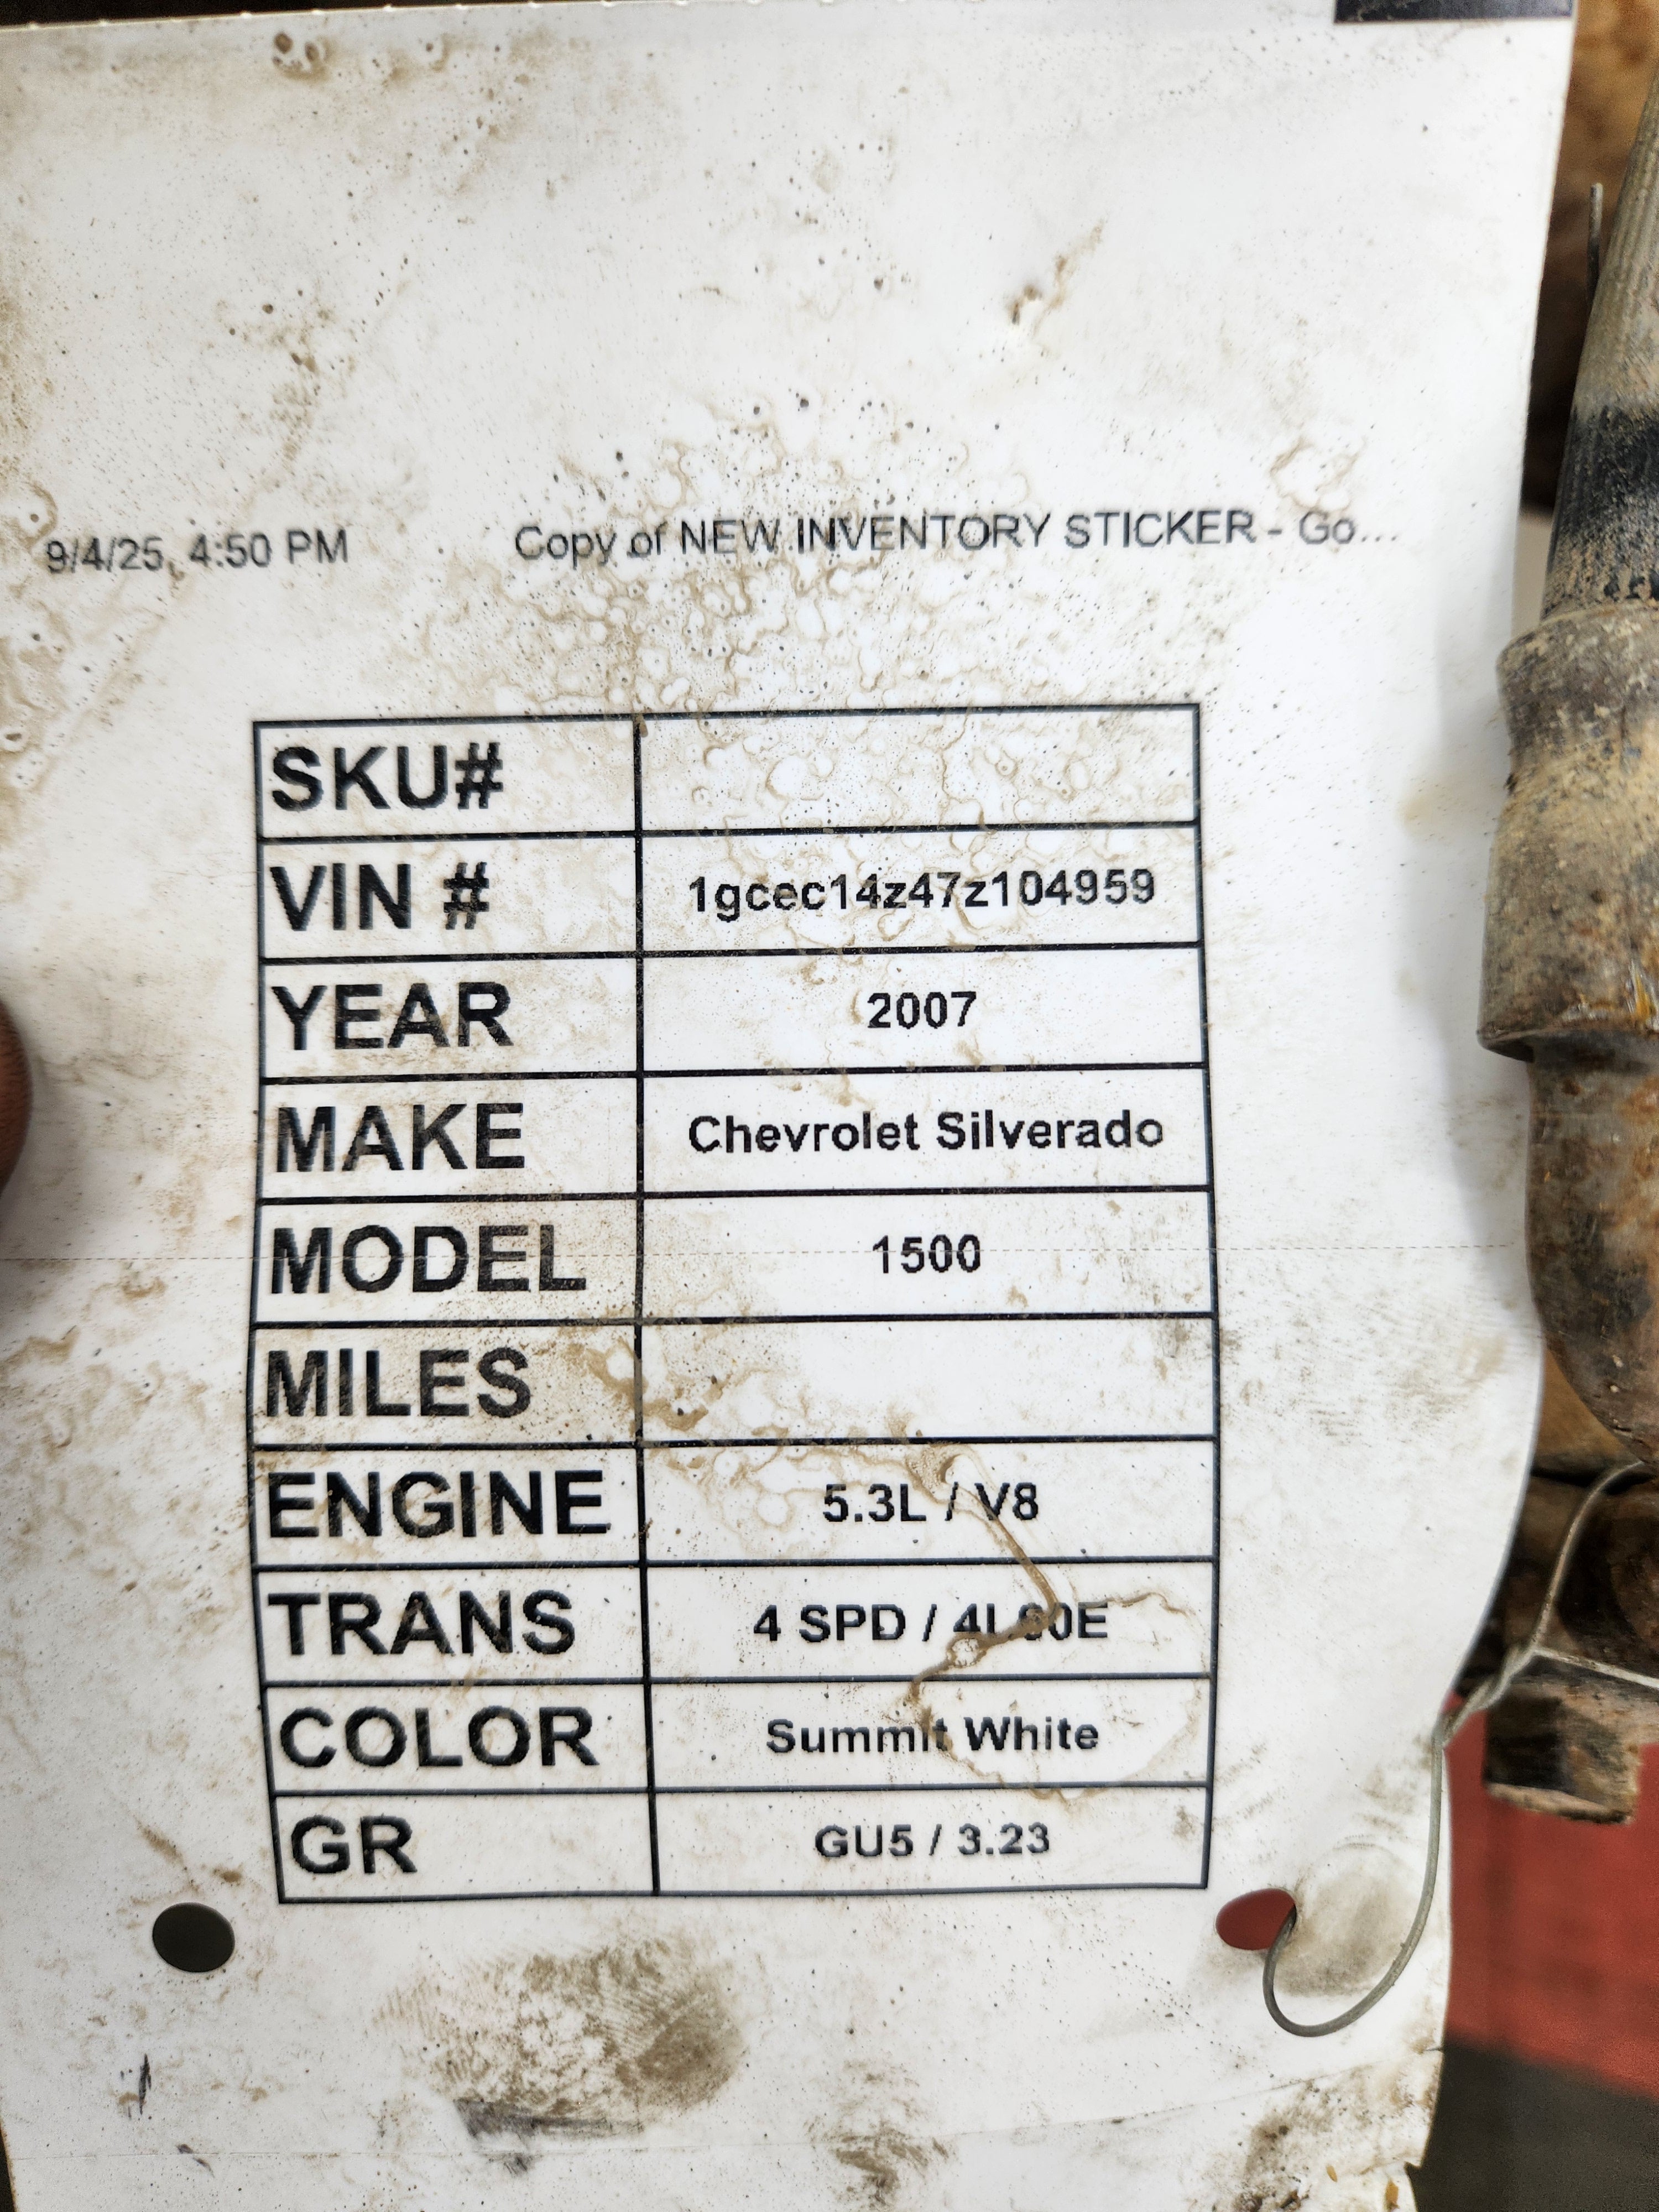 9/4/25, 4:50 PM Copy of NEW INVENTORY STICKER - Go...
SKU#
VIN # 1gcec14z47z104959
YEAR 2007
MAKE Chevrolet Silverado
MODEL 1500
MILES
ENGINE 5.3L / V8
TRANS 4 SPD /
COLOR Summit White
GR GU5 / 3.23